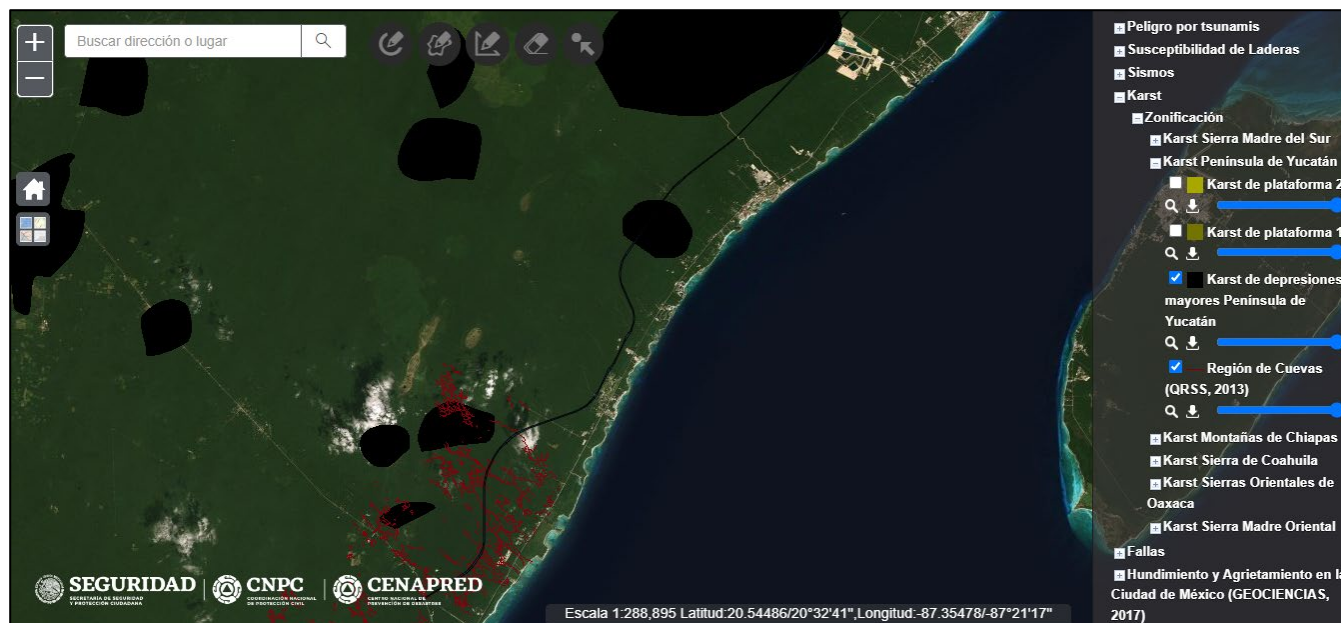 +
Buscar dirección o lugar
−
Peligro por tsunamis
Susceptibilidad de Laderas
Sismos
Karst
Zonificación
Karst Sierra Madre del Sur
Karst Península de Yucatán
Karst de plataforma 2
Karst de plataforma 1
Karst de depresiones
mayores Península de
Yucatán
Región de Cuevas
(QRSS, 2013)
Karst Montañas de Chiapas
Karst Sierra de Coahuila
Karst Sierras Orientales de
Oaxaca
Karst Sierra Madre Oriental
Fallas
Hundimiento y Agrietamiento en la
Ciudad de México (GEOCIENCIAS,
2017)
SEGURIDAD
SECRETARÍA DE SEGURIDAD
Y PROTECCIÓN CIUDADANA
CNPC
COORDINACIÓN NACIONAL
DE PROTECCIÓN CIVIL
CENAPRED
CENTRO NACIONAL DE
PREVENCIÓN DE DESASTRES
Escala 1:288,895 Latitud:20.54486/20°32'41",Longitud:-87.35478/-87°21'17"